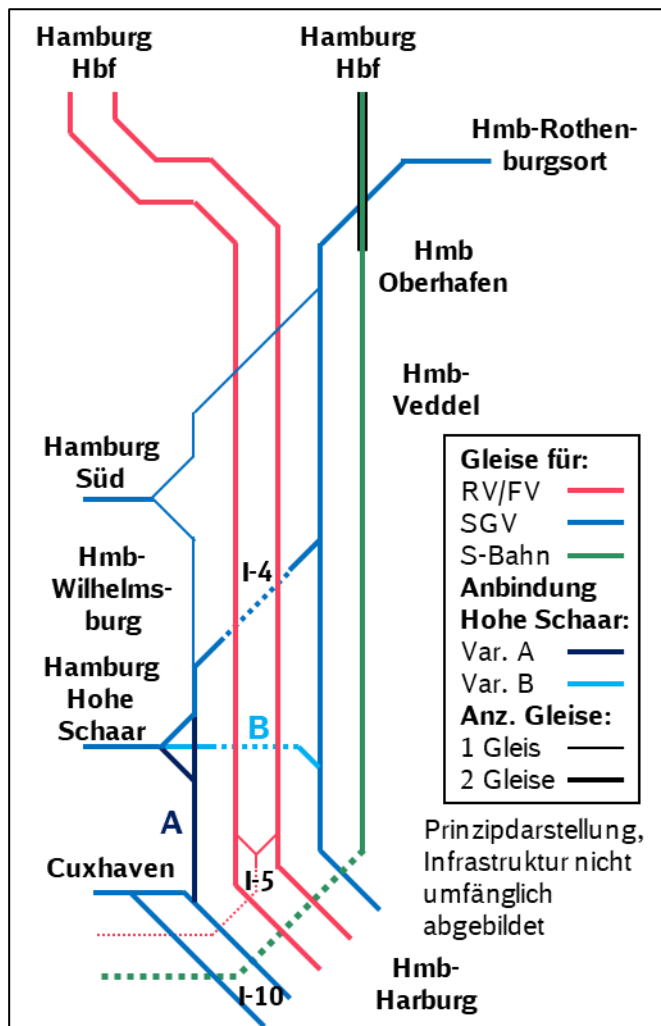 Hamburg
Hbf
Hamburg
Hbf
Hmb-Rothen-
burgsort
Hmb
Oberhafen
Hmb-
Veddel
Hamburg
Süd
I-4
Hmb-
Wilhelms-
burg
Hamburg
Hohe
Schaar
B
A
Cuxhaven
I-5
I-10
Hmb-
Harburg
Gleise für:
RV/FV
SGV
S-Bahn
Anbindung
Hohe Schaar:
Var. A
Var. B
Anz. Gleise:
1 Gleis
2 Gleise
Prinzipdarstellung,
Infrastruktur nicht
umfänglich
abgebildet